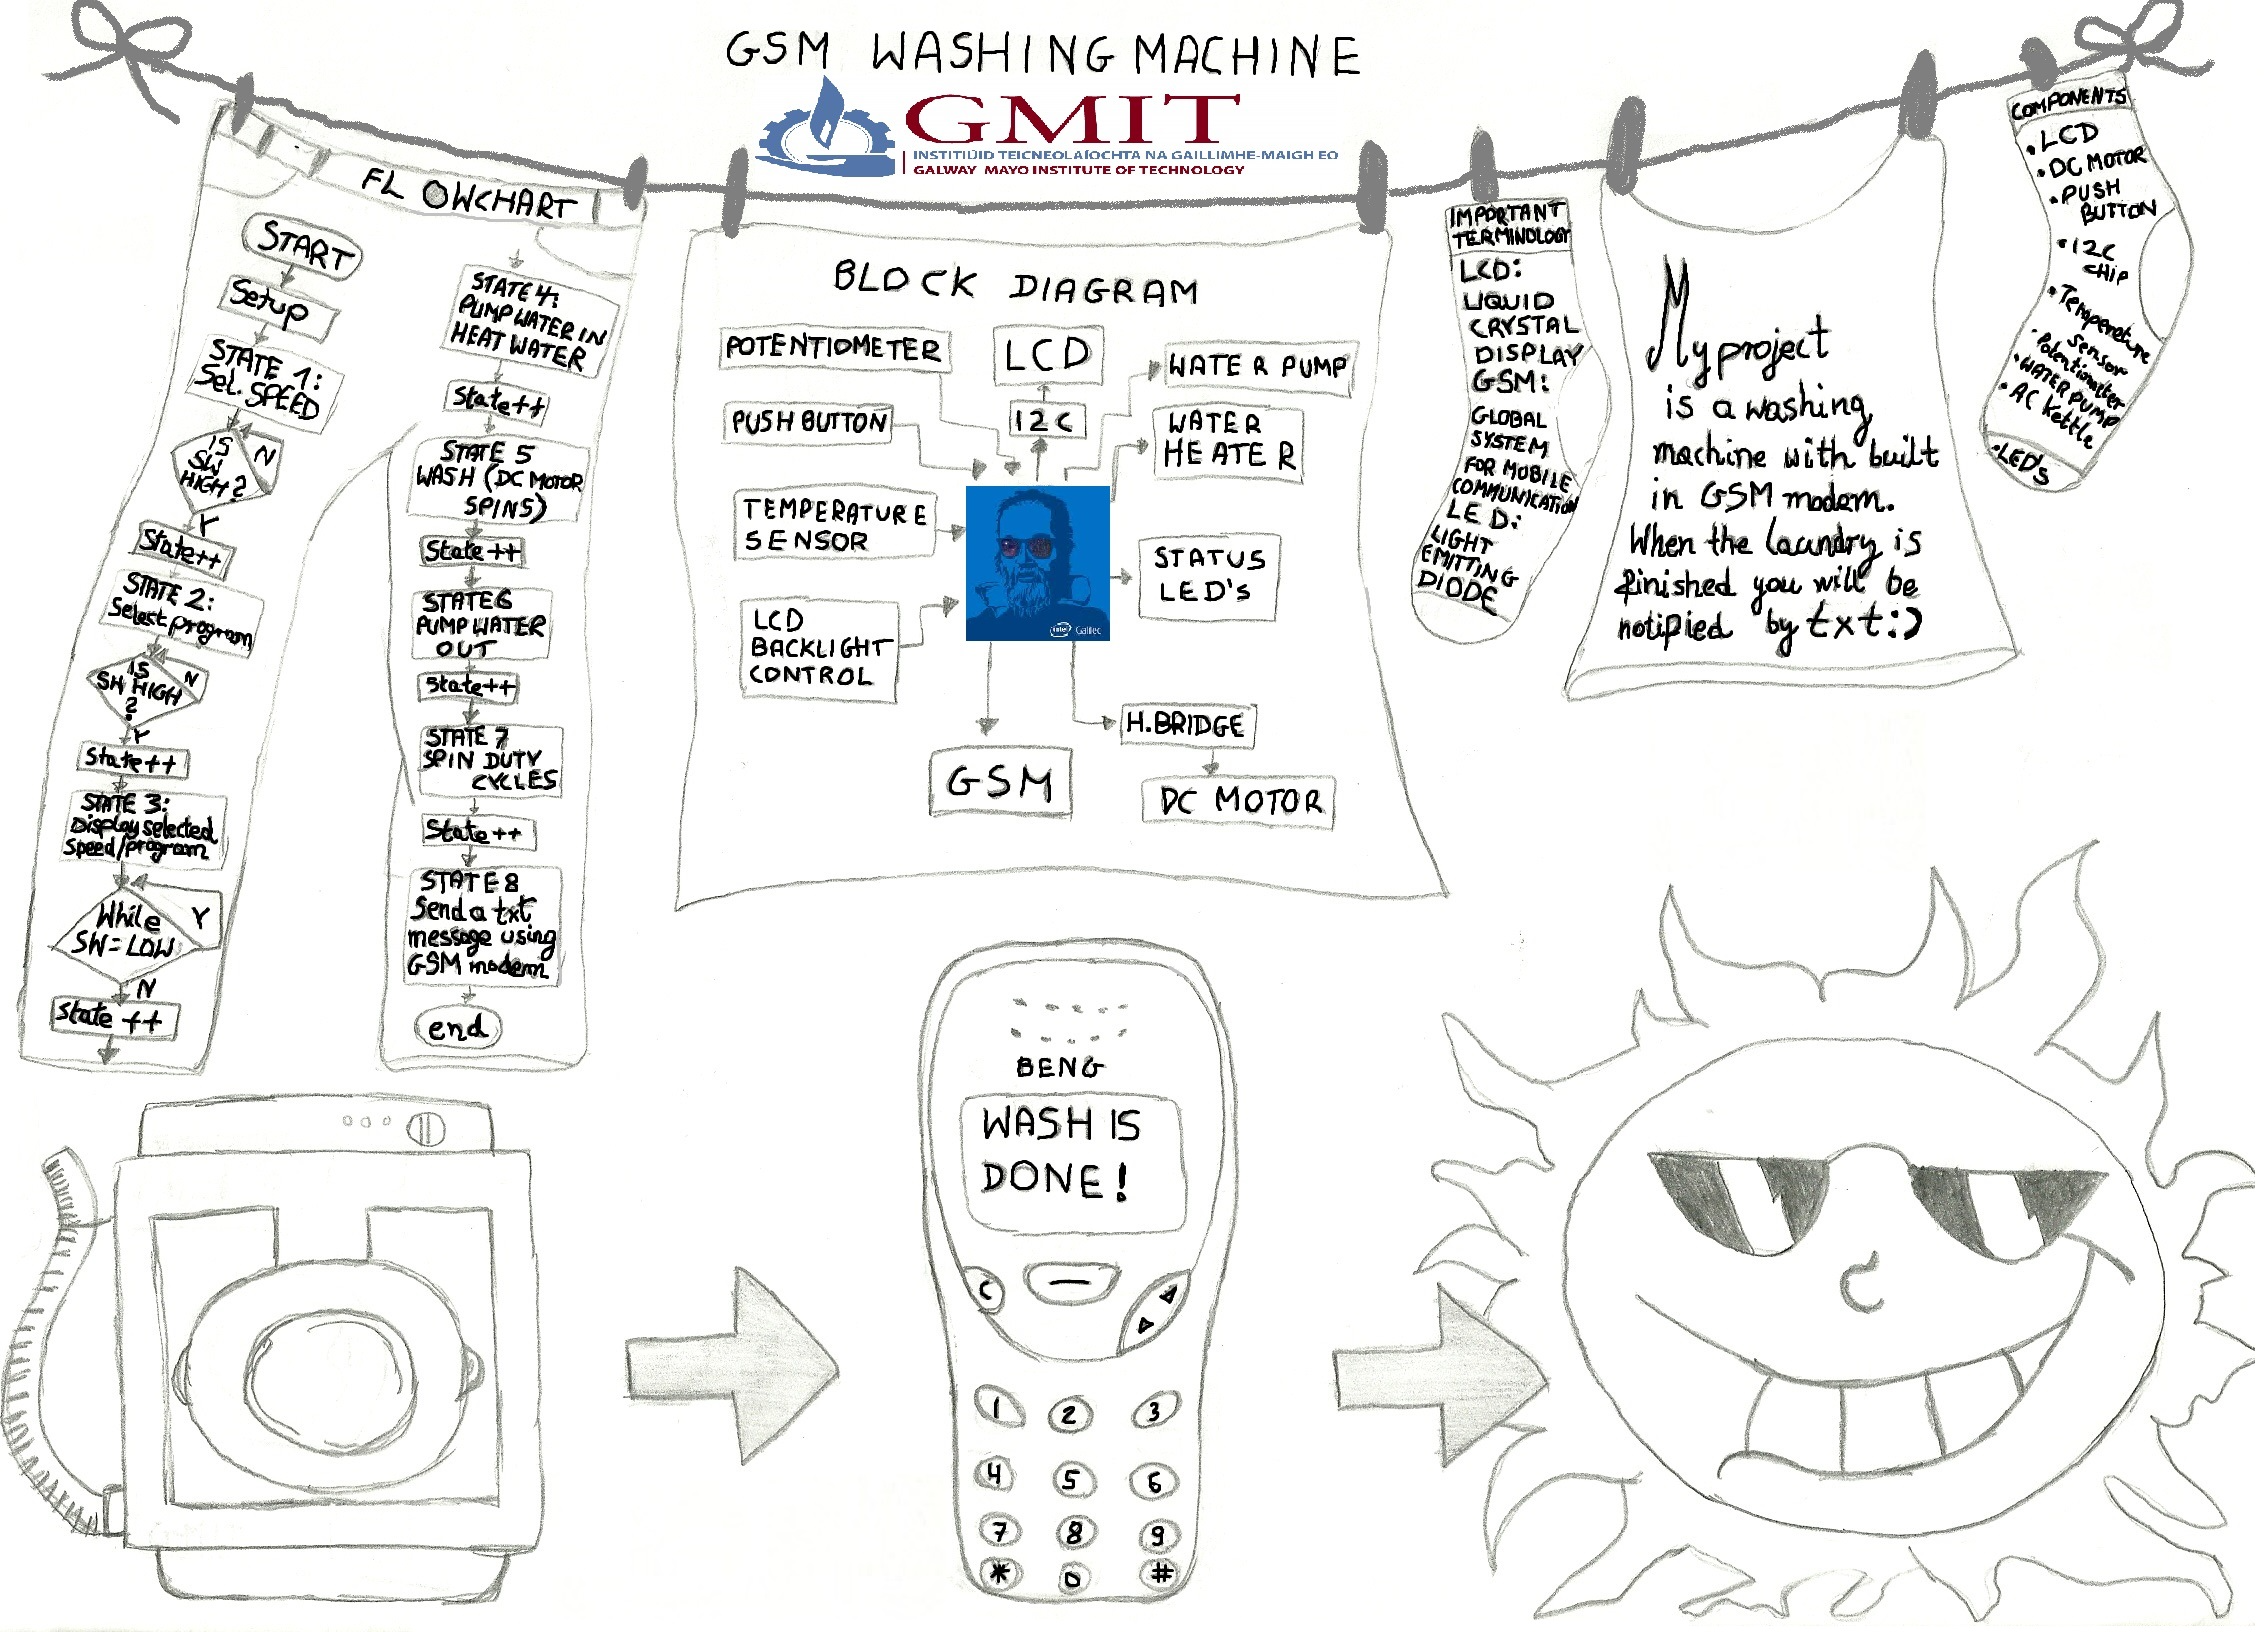 GSM WASHING MACHINE
GMIT
INSTITIÚID TEICNEOLAÍOCHTA NA GAILLIMHE-MAIGH EO
GALWAY MAYO INSTITUTE OF TECHNOLOGY
FLOWCHART
START
Setup
STATE 1:
Sel. SPEED
IS
SW
HIGH?
N
Y
State++
STATE 2:
Select program
IS
SW HIGH
?
N
Y
State++
STATE 3:
Display selected
Speed/program
While
SW=LOW
Y
N
State ++
STATE 4:
PUMP WATER IN
HEAT WATER
State++
STATE 5
WASH (DC MOTOR
SPINS)
State++
STATE 6
PUMP WATER
OUT
State++
STATE 7
SPIN DUTY
CYCLES
State++
STATE 8
Send a txt
message using
GSM modem
end
BLOCK DIAGRAM
POTENTIOMETER
LCD
WATER PUMP
PUSH BUTTON
I2C
WATER
HEATER
TEMPERATURE
SENSOR
intel Galileo
STATUS
LED's
LCD
BACKLIGHT
CONTROL
H.BRIDGE
GSM
DC MOTOR
IMPORTANT
TERMINOLOGY
LCD:
LIQUID
CRYSTAL
DISPLAY
GSM:
GLOBAL
SYSTEM
FOR MOBILE
COMMUNICATION
LED:
LIGHT
EMITTING
DIODE
My project
is a washing
machine with built
in GSM modem.
When the laundry is
finished you will be
notified by txt:)
COMPONENTS
•LCD
•DC MOTOR
•PUSH
BUTTON
•I2C
CHIP
•Temperature
sensor
•Potentiometer
•WATER PUMP
•AC Kettle
•LED's
BENG
WASH IS
DONE!
C
1 2 3
4 5 6
7 8 9
* 0 #